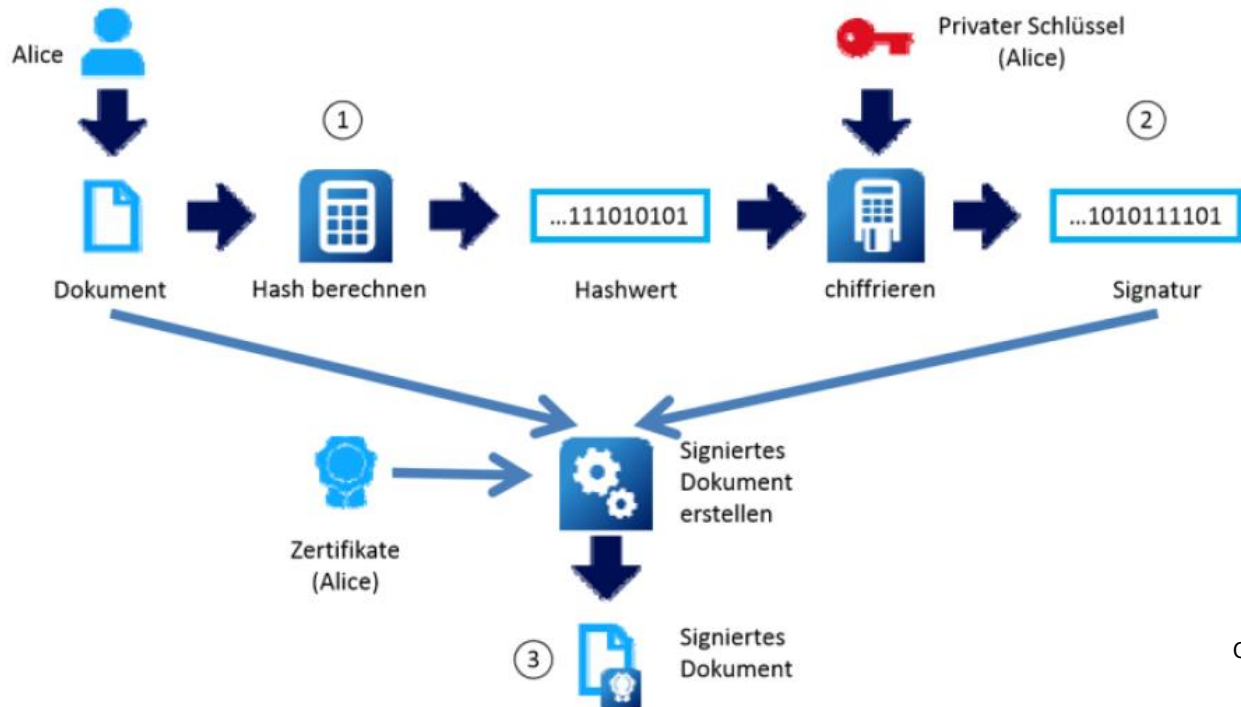 Alice
Privater Schlüssel
(Alice)
①
②
...111010101
...1010111101
Dokument
Hash berechnen
Hashwert
chiffrieren
Signatur
Signiertes
Dokument
erstellen
Zertifikate
(Alice)
③
Signiertes
Dokument